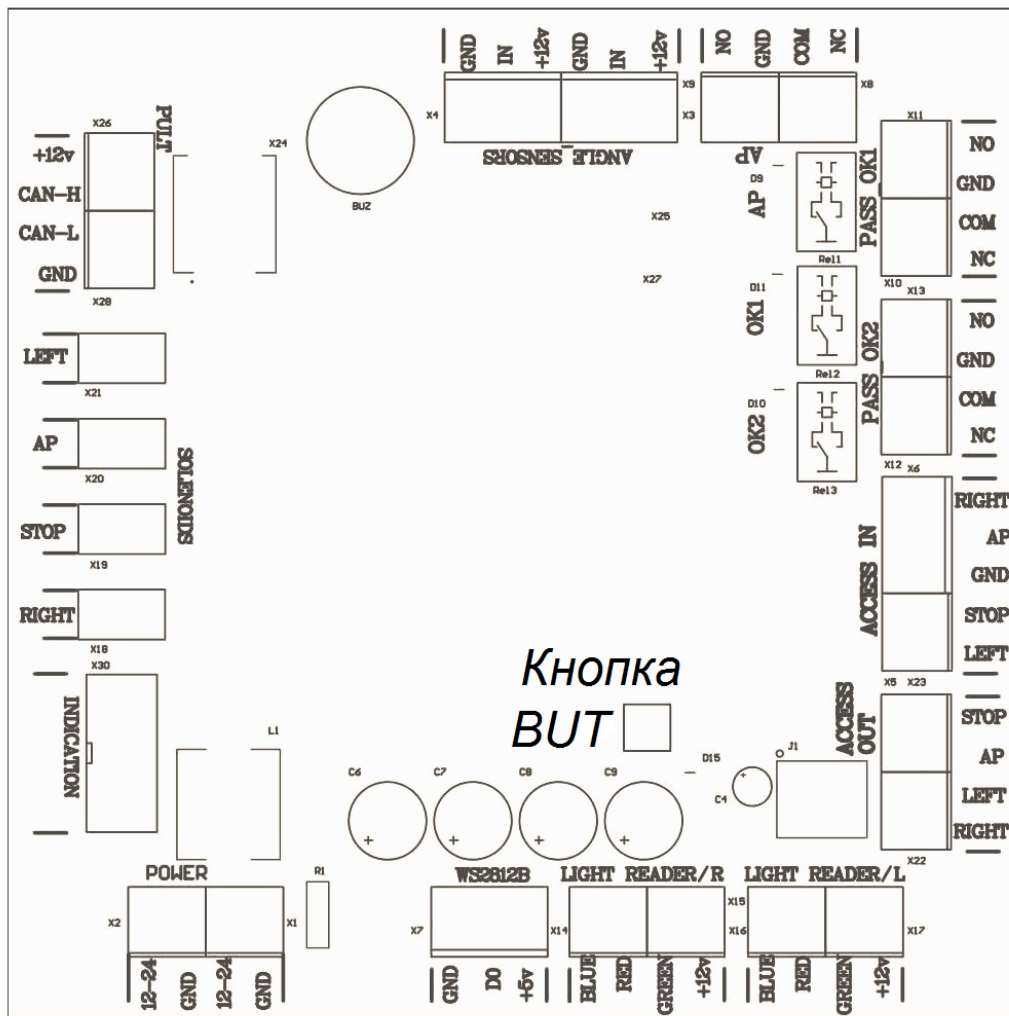 GND IN +12v GND IN +12v
NO GND COM NC
X4
X9
X3
X8
ANGLE_SENSORS
AP
X26
PULT
+12v
CAN-H
CAN-L
GND
X28
X24
BUZ
X25
X27
D9
AP
Rel1
D11
OK1
Rel2
D10
OK2
Rel3
X11
PASS_OK1
NO
GND
COM
NC
X10
X13
PASS_OK2
NO
GND
COM
NC
X12
X6
ACCESS IN
RIGHT
AP
GND
STOP
LEFT
X5
X23
ACCESS
OUT
STOP
AP
LEFT
RIGHT
X22
LEFT
X21
AP
X20
SOLENOIDS
STOP
X19
RIGHT
X18
X30
INDICATION
L1
Кнопка
BUT
C6
C7
C8
C9
D15
C4
J1
POWER
R1
X2
X1
12-24 GND 12-24 GND
WS2812B
X7
GND D0 +5v
LIGHT READER/R
X14
X15
X16
BLUE RED GREEN +12v
LIGHT READER/L
X17
BLUE RED GREEN +12v